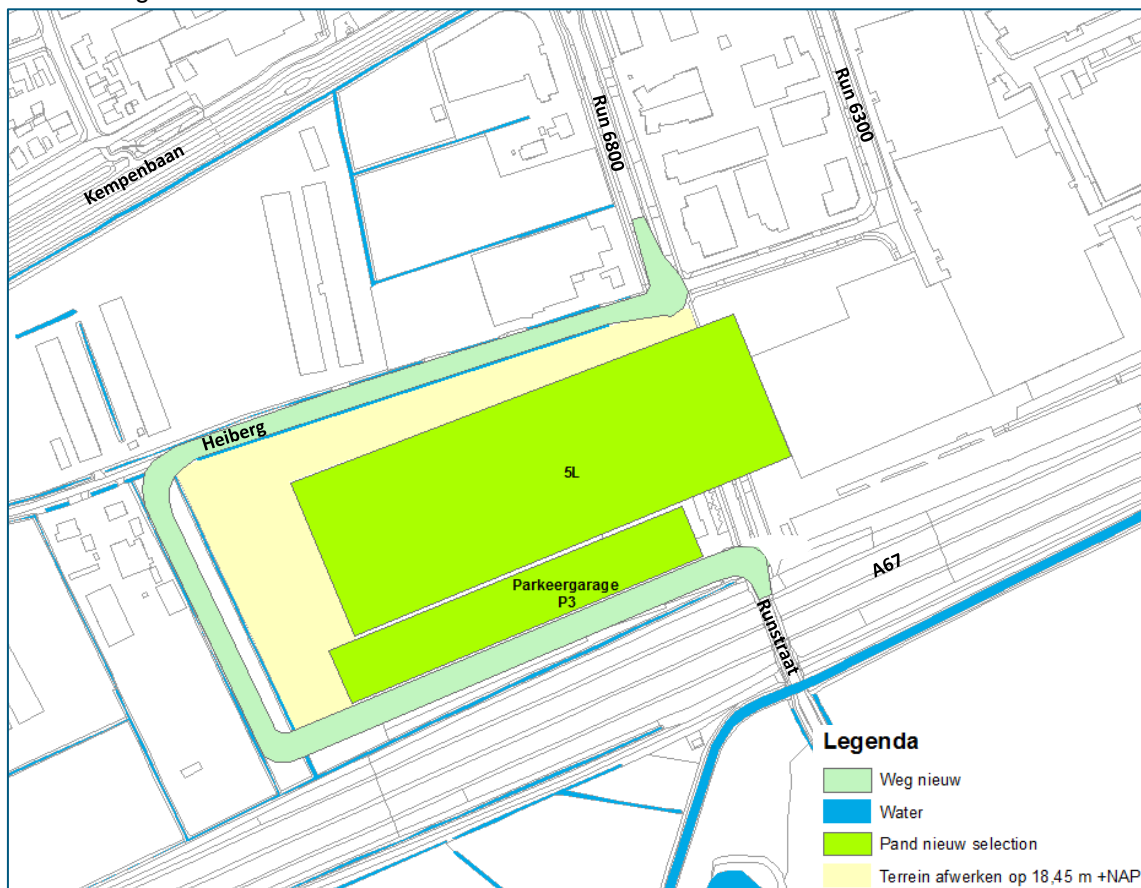 Run 6800
Run 6300
Kempenbaan
Heiberg
5L
Parkeergarage
P3
A67
Runstraat
Legenda
Weg nieuw
Water
Pand nieuw selection
Terrein afwerken op 18,45 m +NAP